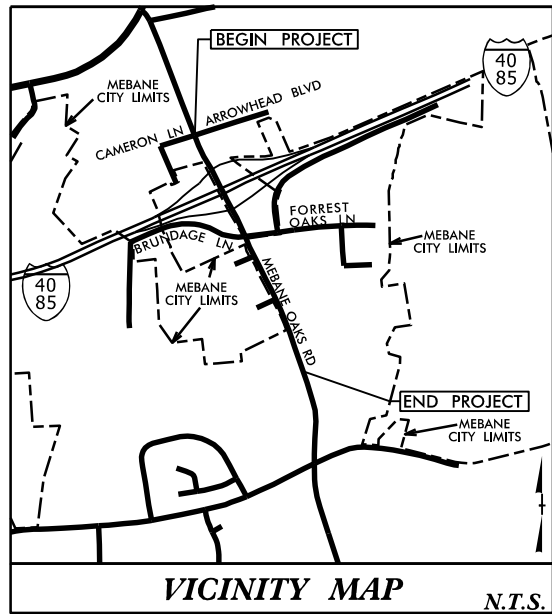 BEGIN PROJECT
40
85
MEBANE
CITY LIMITS
ARROWHEAD BLVD
CAMERON LN
FORREST
OAKS LN
BRUNDAGE LN
MEBANE
CITY LIMITS
MEBANE
CITY LIMITS
40
85
MEBANE OAKS RD
END PROJECT
MEBANE
CITY LIMITS
VICINITY MAP
N.T.S.